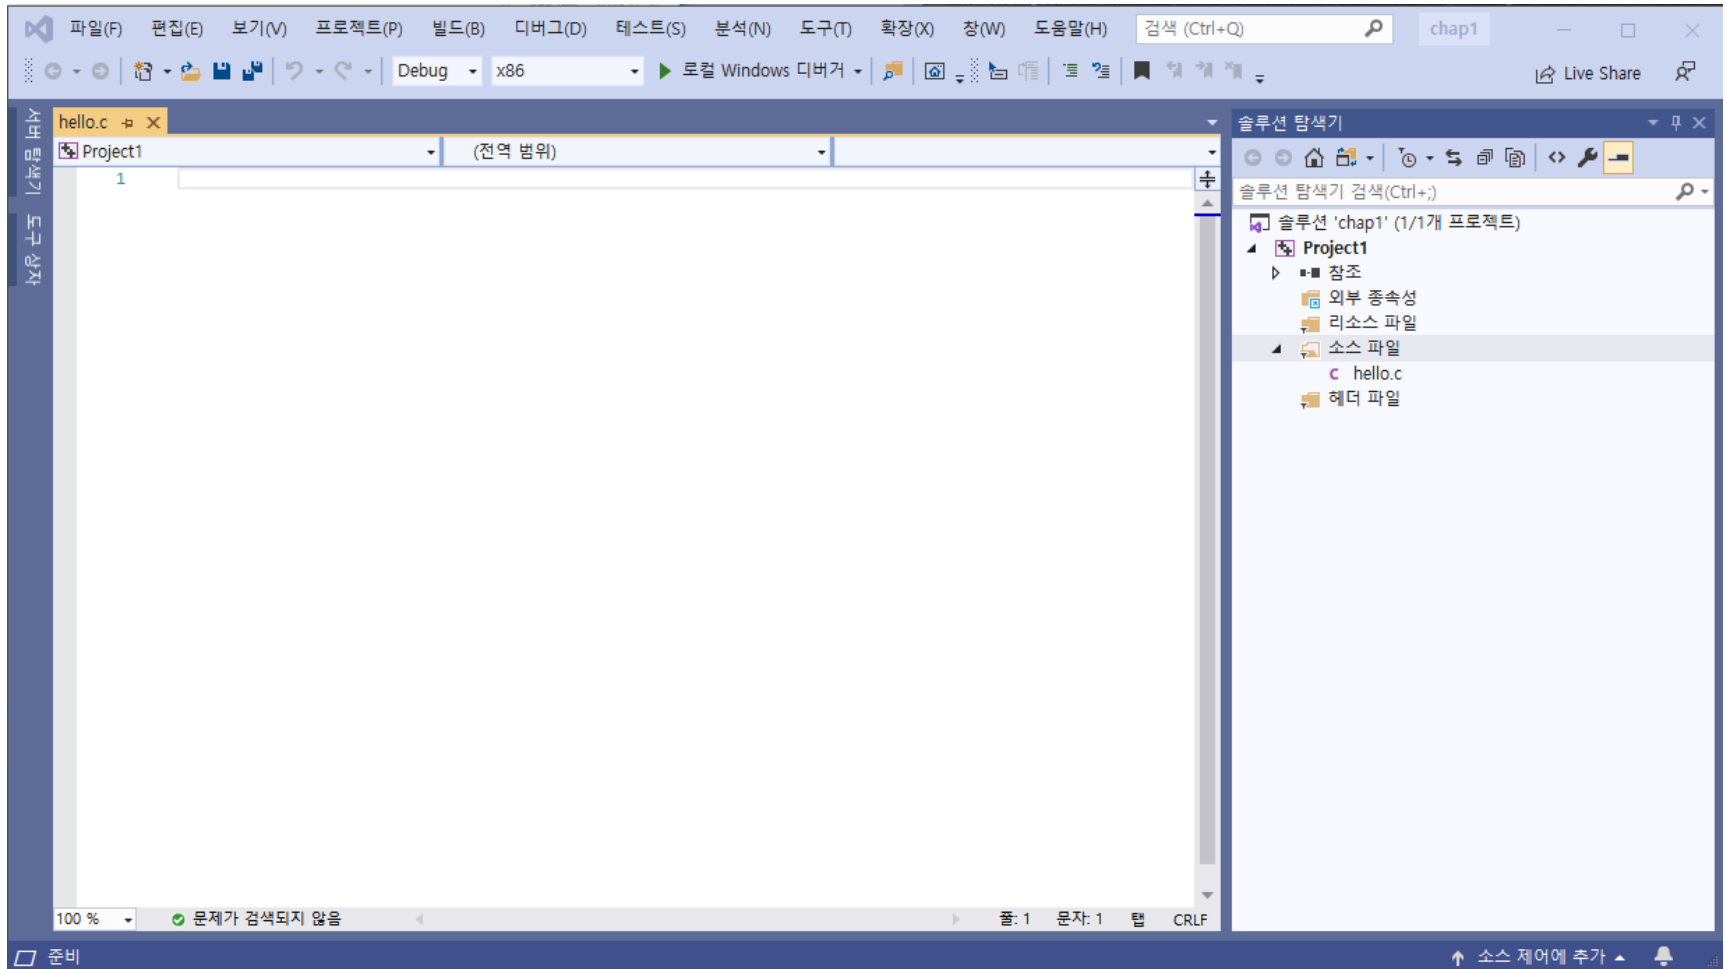 파일(F) 편집(E) 보기(V) 프로젝트(P) 빌드(B) 디버그(D) 테스트(S) 분석(N) 도구(T) 확장(X) 창(W) 도움말(H) 검색 (Ctrl+Q) chap1
Debug x86 로컬 Windows 디버거 Live Share
서버 탐색기
도구 상자
hello.c
Project1 (전역 범위)
1
100 % 문제가 검색되지 않음 줄: 1 문자: 1 탭 CRLF
솔루션 탐색기
솔루션 탐색기 검색(Ctrl+;)
솔루션 'chap1' (1/1개 프로젝트)
Project1
참조
외부 종속성
리소스 파일
소스 파일
c hello.c
헤더 파일
준비 소스 제어에 추가